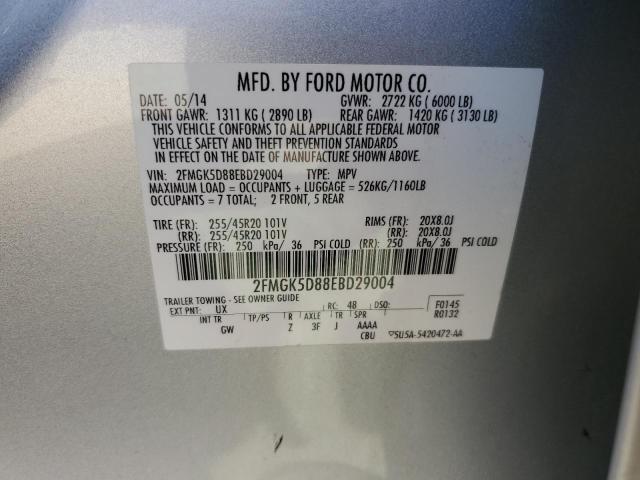 MFD. BY FORD MOTOR CO.
DATE: 05/14 GVWR: 2722 KG ( 6000 LB)
FRONT GAWR: 1311 KG ( 2890 LB) REAR GAWR: 1420 KG ( 3130 LB)
THIS VEHICLE CONFORMS TO ALL APPLICABLE FEDERAL MOTOR
VEHICLE SAFETY AND THEFT PREVENTION STANDARDS
IN EFFECT ON THE DATE OF MANUFACTURE SHOWN ABOVE.
VIN: 2FMGK5D88EBD29004 TYPE: MPV
MAXIMUM LOAD = OCCUPANTS + LUGGAGE = 526KG/1160LB
OCCUPANTS = 7 TOTAL; 2 FRONT, 5 REAR
TIRE (FR): 255/45R20 101V RIMS (FR): 20X8.0J
(RR): 255/45R20 101V (RR): 20X8.0J
PRESSURE (FR): 250 kPa/ 36 PSI COLD (RR): 250 kPa/ 36 PSI COLD
2FMGK5D88EBD29004
TRAILER TOWING - SEE OWNER GUIDE
EXT PNT: UX RC: 48 DSO: F0145
INT TR TP/PS R AXLE TR SPR R0132
GW Z 3F J AAAA
CBU ▽5U5A-5420472-AA